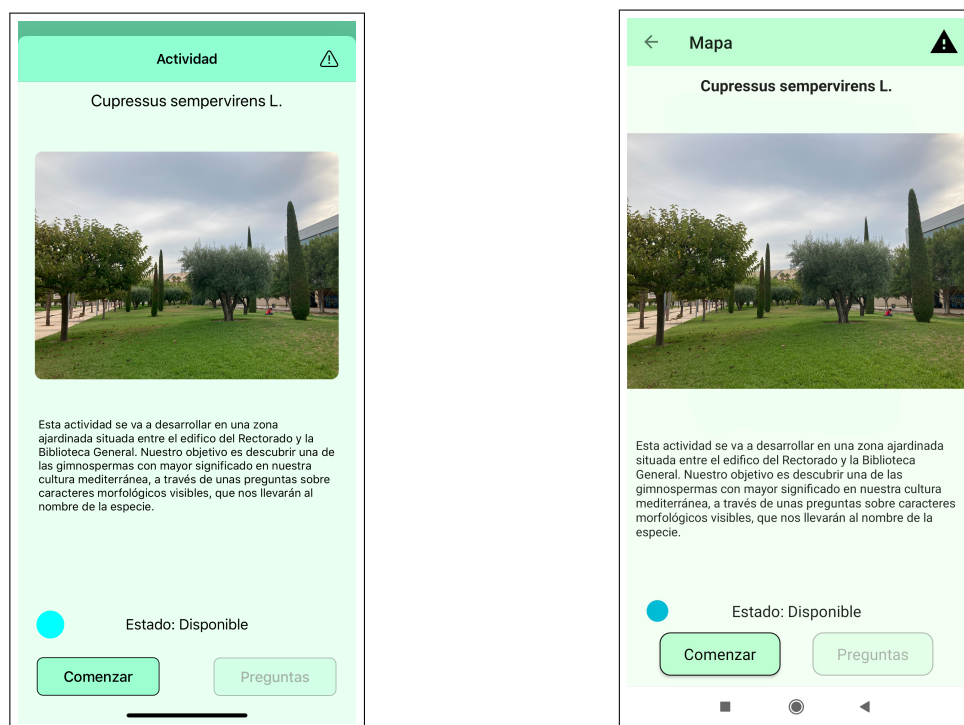 Actividad
Cupressus sempervirens L.
Esta actividad se va a desarrollar en una zona
ajardinada situada entre el edifico del Rectorado y la
Biblioteca General. Nuestro objetivo es descubrir una de
las gimnospermas con mayor significado en nuestra
cultura mediterránea, a través de unas preguntas sobre
caracteres morfológicos visibles, que nos llevarán al
nombre de la especie.
Estado: Disponible
Comenzar
Preguntas
Mapa
Cupressus sempervirens L.
Esta actividad se va a desarrollar en una zona ajardinada
situada entre el edifico del Rectorado y la Biblioteca
General. Nuestro objetivo es descubrir una de las
gimnospermas con mayor significado en nuestra cultura
mediterránea, a través de unas preguntas sobre caracteres
morfológicos visibles, que nos llevarán al nombre de la
especie.
Estado: Disponible
Comenzar
Preguntas